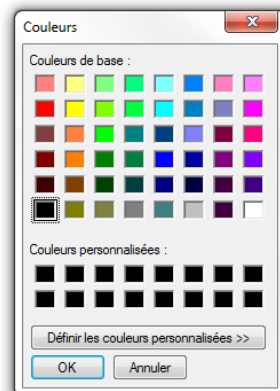 Couleurs
Couleurs de base :
Couleurs personnalisées :
Définir les couleurs personnalisées >>
OK Annuler